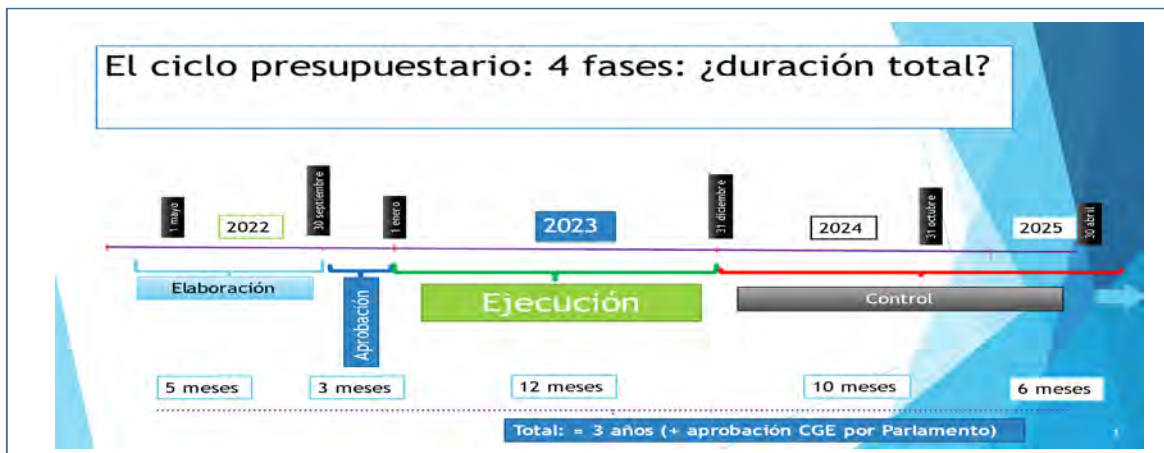 El ciclo presupuestario: 4 fases: ¿duración total?
1 mayo
2022
30 septiembre
1 enero
2023
31 diciembre
2024
31 octubre
2025
30 abril
Elaboración
Aprobación
Ejecución
Control
5 meses
3 meses
12 meses
10 meses
6 meses
Total: = 3 años (+ aprobación CGE por Parlamento)
1